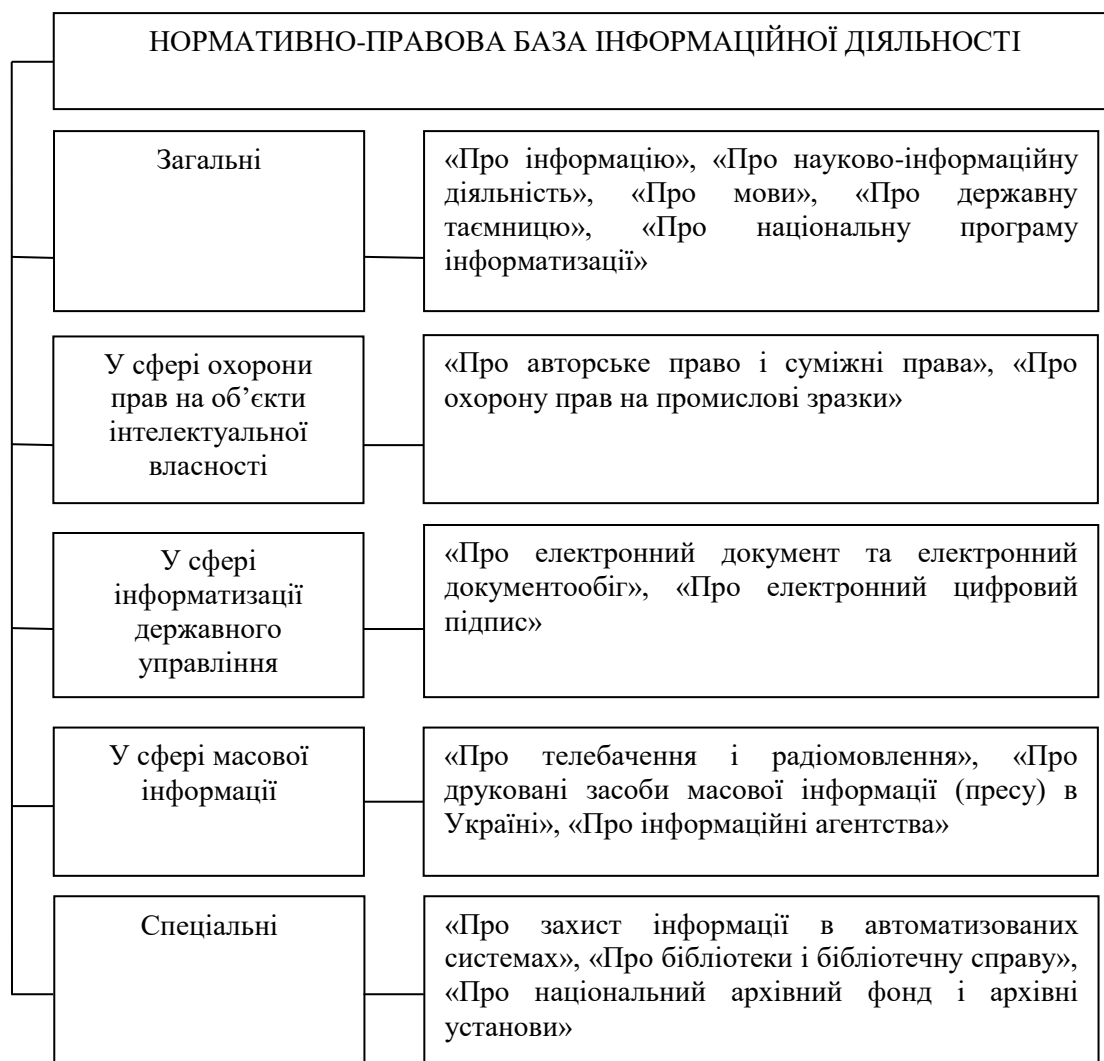 НОРМАТИВНО-ПРАВОВА БАЗА ІНФОРМАЦІЙНОЇ ДІЯЛЬНОСТІ
Загальні
«Про інформацію», «Про науково-інформаційну
діяльність», «Про мови», «Про державну
таємницю», «Про національну програму
інформатизації»
У сфері охорони
прав на об’єкти
інтелектуальної
власності
«Про авторське право і суміжні права», «Про
охорону прав на промислові зразки»
У сфері
інформатизації
державного
управління
«Про електронний документ та електронний
документообіг», «Про електронний цифровий
підпис»
У сфері масової
інформації
«Про телебачення і радіомовлення», «Про
друковані засоби масової інформації (пресу) в
Україні», «Про інформаційні агентства»
Спеціальні
«Про захист інформації в автоматизованих
системах», «Про бібліотеки і бібліотечну справу»,
«Про національний архівний фонд і архівні
установи»